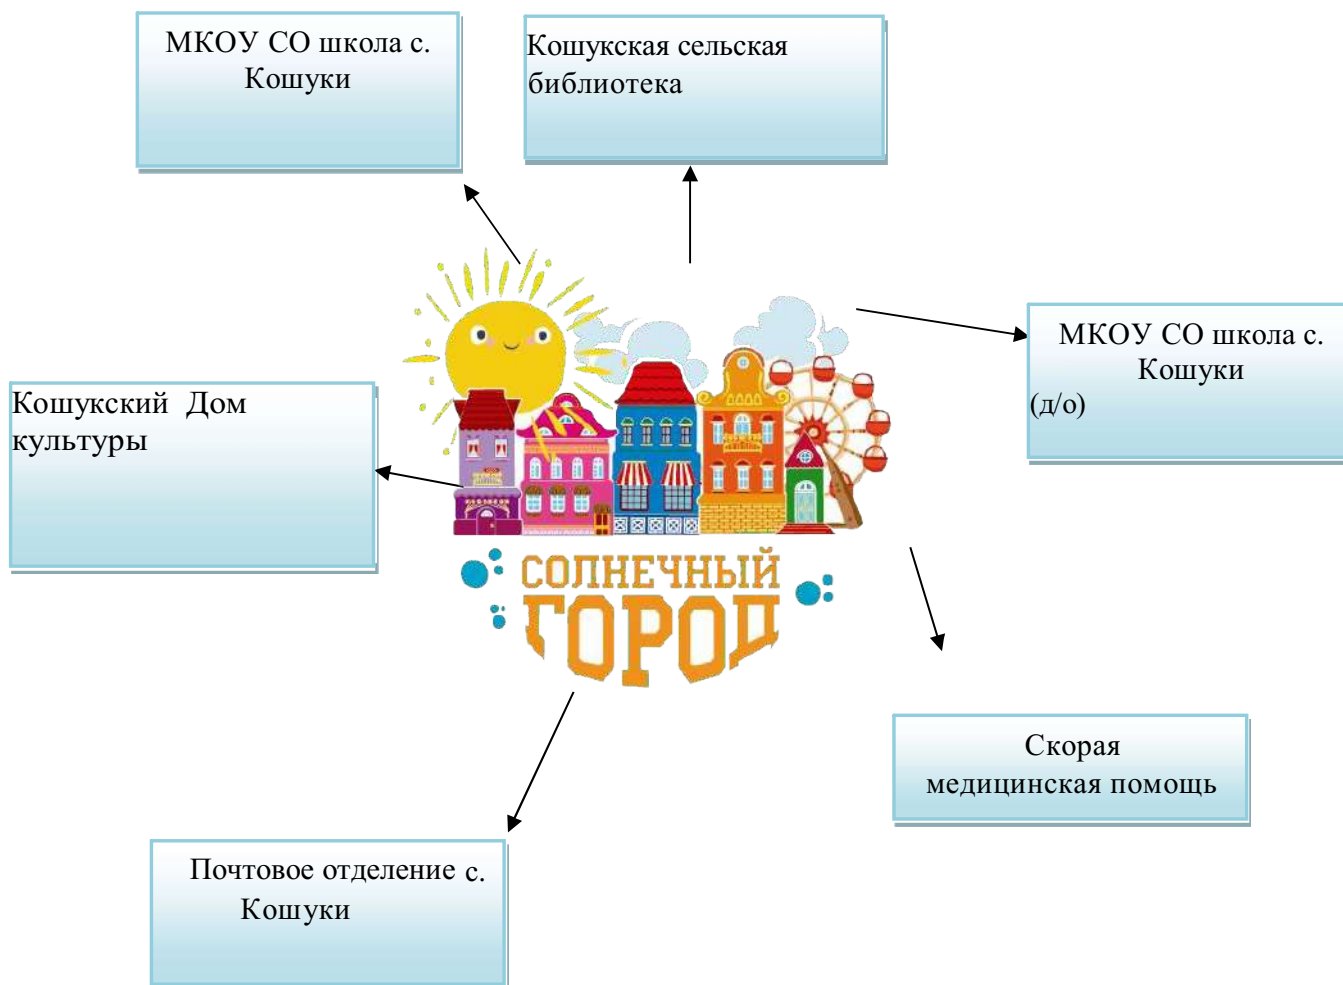 МКОУ СО школа с.
Кошуки
Кошукская сельская
библиотека
МКОУ СО школа с.
Кошуки
(д/о)
Кошукский Дом
культуры
СОЛНЕЧНЫЙ
ГОРОД
Скорая
медицинская помощь
Почтовое отделение с.
Кошуки